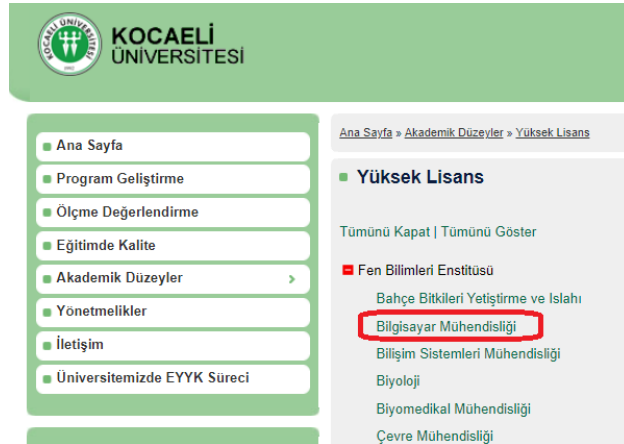 KOCAELİ
ÜNİVERSİTESİ
Ana Sayfa
Program Geliştirme
Ölçme Değerlendirme
Eğitimde Kalite
Akademik Düzeyler
Yönetmelikler
İletişim
Üniversitemizde EYYK Süreci
Ana Sayfa » Akademik Düzeyler » Yüksek Lisans
Yüksek Lisans
Tümünü Kapat | Tümünü Göster
Fen Bilimleri Enstitüsü
Bahçe Bitkileri Yetiştirme ve Islahı
Bilgisayar Mühendisliği
Bilişim Sistemleri Mühendisliği
Biyoloji
Biyomedikal Mühendisliği
Çevre Mühendisliği